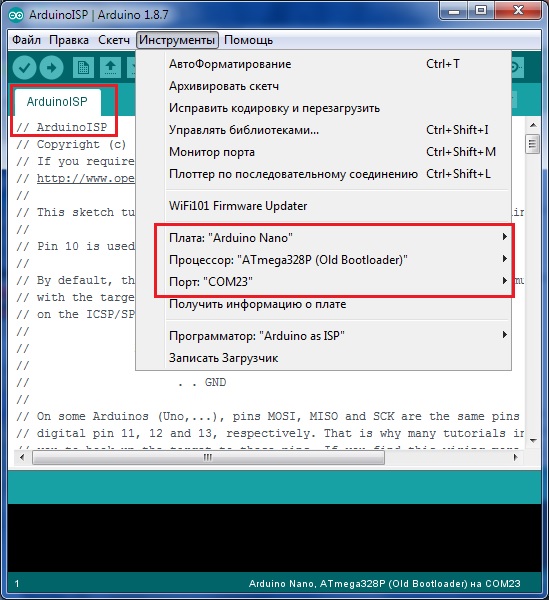 ArduinoISP | Arduino 1.8.7
Файл Правка Скетч Инструменты Помощь
АвтоФорматирование Ctrl+T
Архивировать скетч
Исправить кодировку и перезагрузить
Управлять библиотеками... Ctrl+Shift+I
Монитор порта Ctrl+Shift+M
Плоттер по последовательному соединению Ctrl+Shift+L
WiFi101 Firmware Updater
Плата: "Arduino Nano"
Процессор: "ATmega328P (Old Bootloader)"
Порт: "COM23"
Получить информацию о плате
Программатор: "Arduino as ISP"
Записать Загрузчик
ArduinoISP
// ArduinoISP
// Copyright (c)
// If you require
// http://www.ope
//
// This sketch tu
//
// Pin 10 is used
//
// By default, th
// with the targe
// on the ICSP/SP
//
//
//
// . . GND
//
// On some Arduinos (Uno,...), pins MOSI, MISO and SCK are the same pins
// digital pin 11, 12 and 13, respectively. That is why many tutorials in
1 Arduino Nano, ATmega328P (Old Bootloader) на COM23